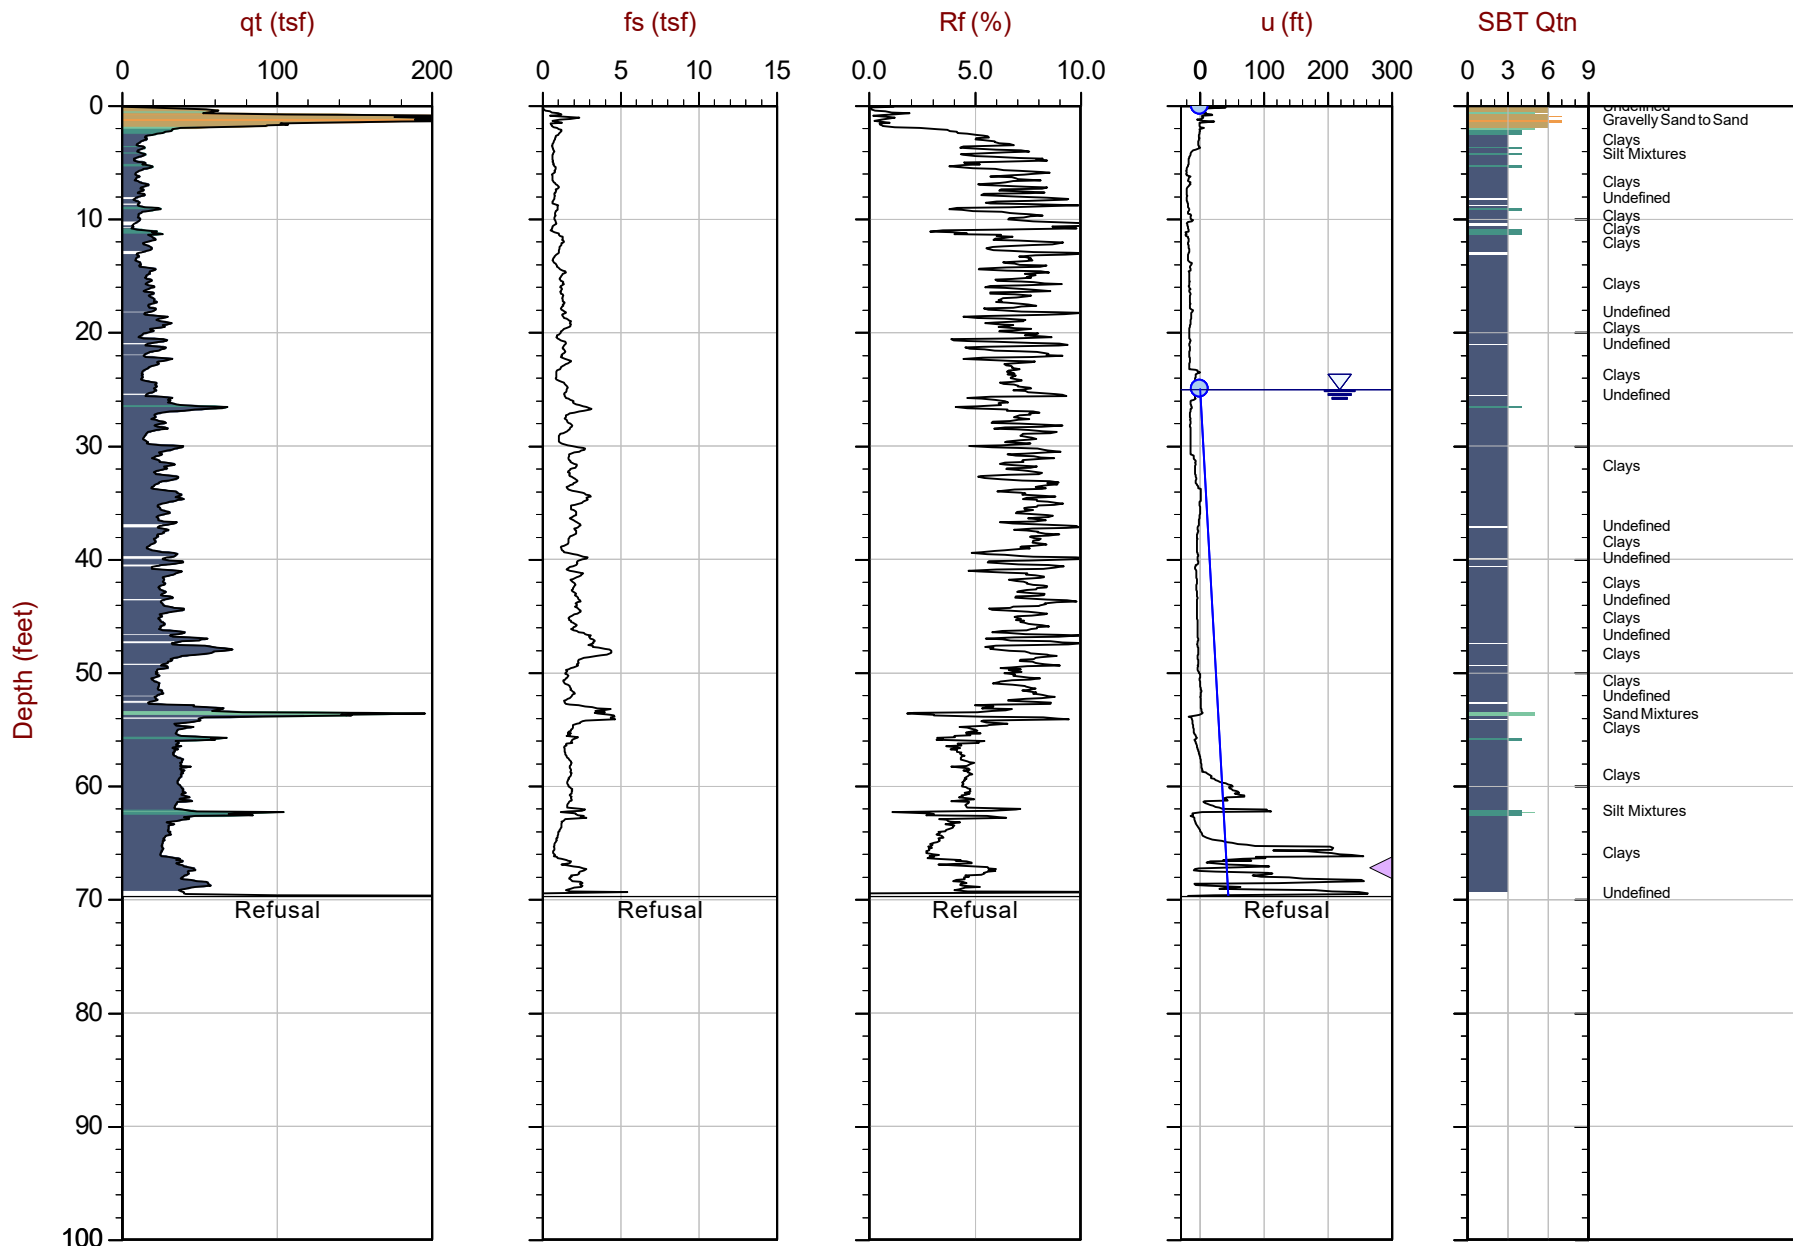 qt (tsf) fs (tsf) Rf (%) u (ft) SBT Qtn
0 100 200 0 5 15 0.0 5.0 10.0 0 100 200 300 0 3 6 9
0
Undefined
Gravelly Sand to Sand
Clays
Silt Mixtures
Clays
Undefined
10
Clays
Clays
Clays
Clays
Undefined
20
Clays
Undefined
Clays
Undefined
30
Clays
Undefined
Clays
40
Undefined
Clays
Undefined
Clays
Undefined
Clays
50
Clays
Undefined
Sand Mixtures
Clays
Clays
60
Silt Mixtures
Clays
Undefined
70
Refusal Refusal Refusal Refusal
80
90
100
Depth (feet)